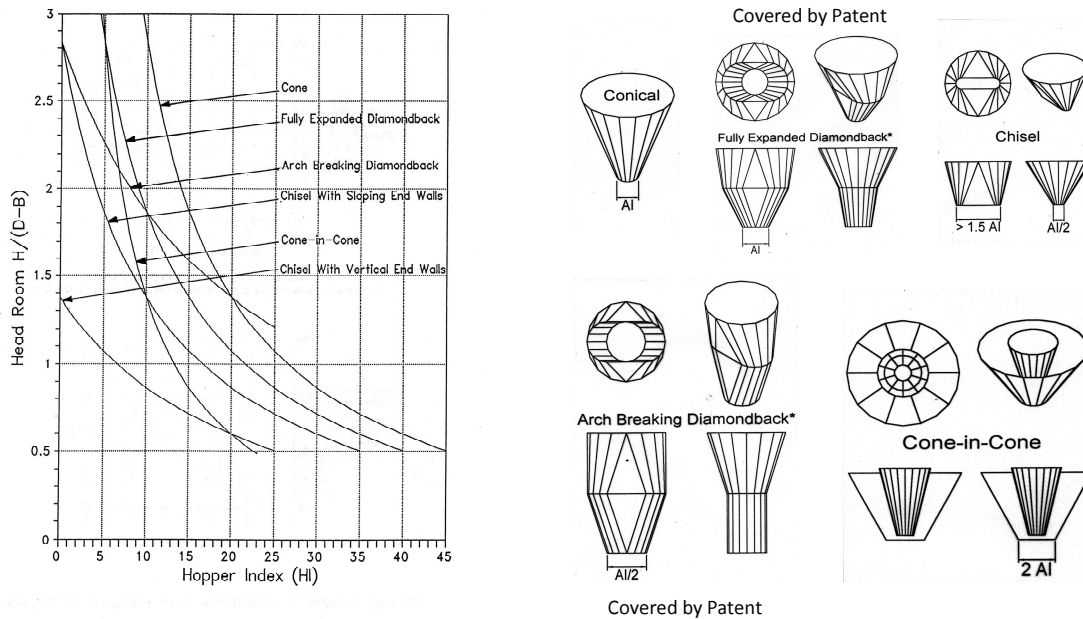 3
2.5
2
1.5
1
0.5
0
Head Room H/(D-B)
0
5
10
15
20
25
30
35
40
45
Hopper Index (HI)
Cone
Fully Expanded Diamondback
Arch Breaking Diamondback
Chisel With Sloping End Walls
Cone in Cone
Chisel With Vertical End Walls
Covered by Patent
Conical
AI
Fully Expanded Diamondback*
AI
Chisel
> 1.5 AI
AI/2
Arch Breaking Diamondback*
AI/2
Cone-in-Cone
2 AI
Covered by Patent